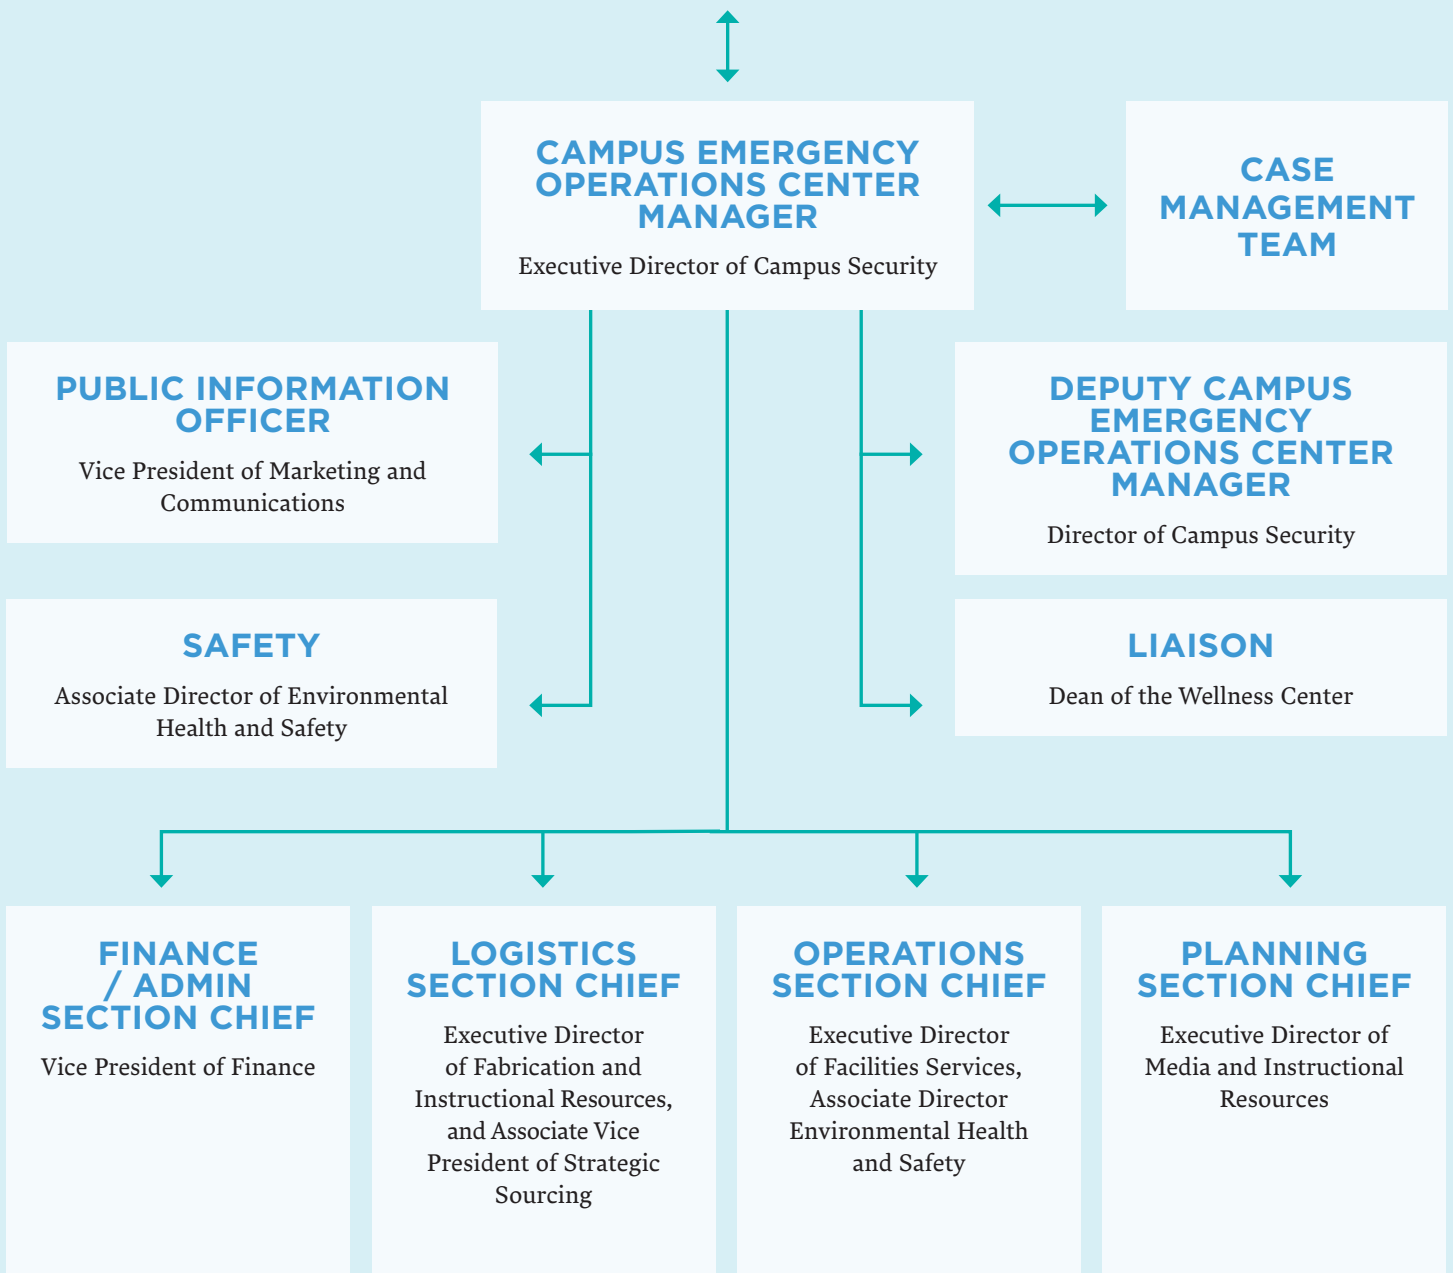 CAMPUS EMERGENCY
OPERATIONS CENTER
MANAGER
Executive Director of Campus Security
CASE
MANAGEMENT
TEAM
PUBLIC INFORMATION
OFFICER
Vice President of Marketing and
Communications
DEPUTY CAMPUS
EMERGENCY
OPERATIONS CENTER
MANAGER
Director of Campus Security
SAFETY
Associate Director of Environmental
Health and Safety
LIAISON
Dean of the Wellness Center
FINANCE
/ ADMIN
SECTION CHIEF
Vice President of Finance
LOGISTICS
SECTION CHIEF
Executive Director
of Fabrication and
Instructional Resources,
and Associate Vice
President of Strategic
Sourcing
OPERATIONS
SECTION CHIEF
Executive Director
of Facilities Services,
Associate Director
Environmental Health
and Safety
PLANNING
SECTION CHIEF
Executive Director of
Media and Instructional
Resources